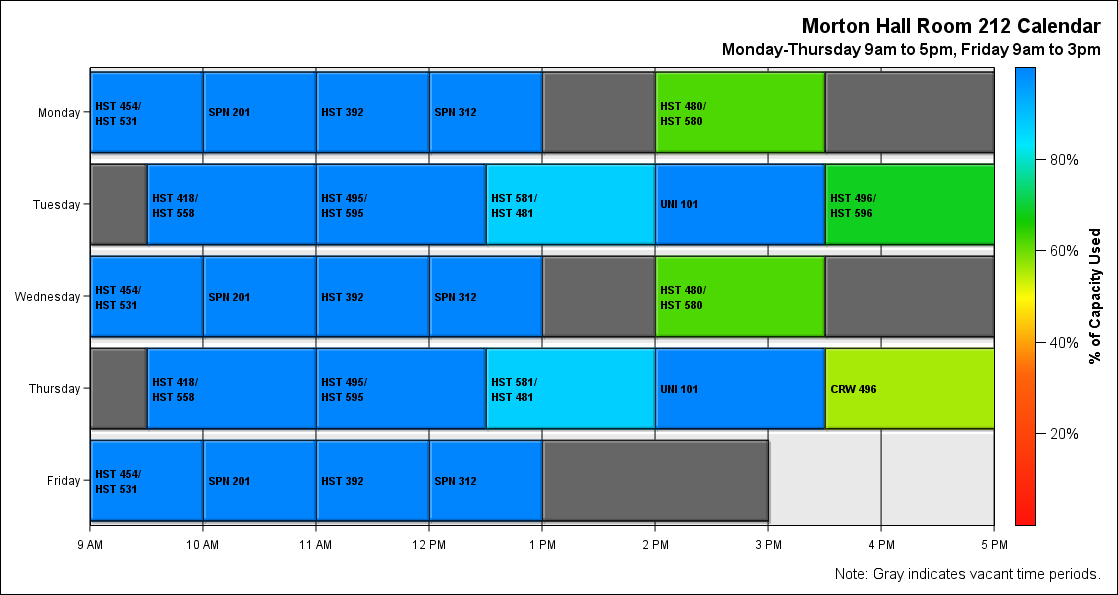 Morton Hall Room 212 Calendar
Monday-Thursday 9am to 5pm, Friday 9am to 3pm
Monday
HST 454/
HST 531
SPN 201
HST 392
SPN 312
HST 480/
HST 580
Tuesday
HST 418/
HST 558
HST 495/
HST 595
HST 581/
HST 481
UNI 101
HST 496/
HST 596
Wednesday
HST 454/
HST 531
SPN 201
HST 392
SPN 312
HST 480/
HST 580
Thursday
HST 418/
HST 558
HST 495/
HST 595
HST 581/
HST 481
UNI 101
CRW 496
Friday
HST 454/
HST 531
SPN 201
HST 392
SPN 312
9 AM 10 AM 11 AM 12 PM 1 PM 2 PM 3 PM 4 PM 5 PM
80%
60%
40%
20%
% of Capacity Used
Note: Gray indicates vacant time periods.